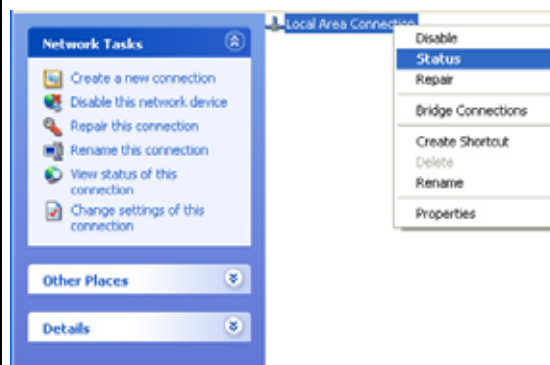 Network Tasks
Create a new connection
Disable this network device
Repair this connection
Rename this connection
View status of this
connection
Change settings of this
connection
Other Places
Details
Local Area Connection
Disable
Status
Repair
Bridge Connections
Create Shortcut
Delete
Rename
Properties